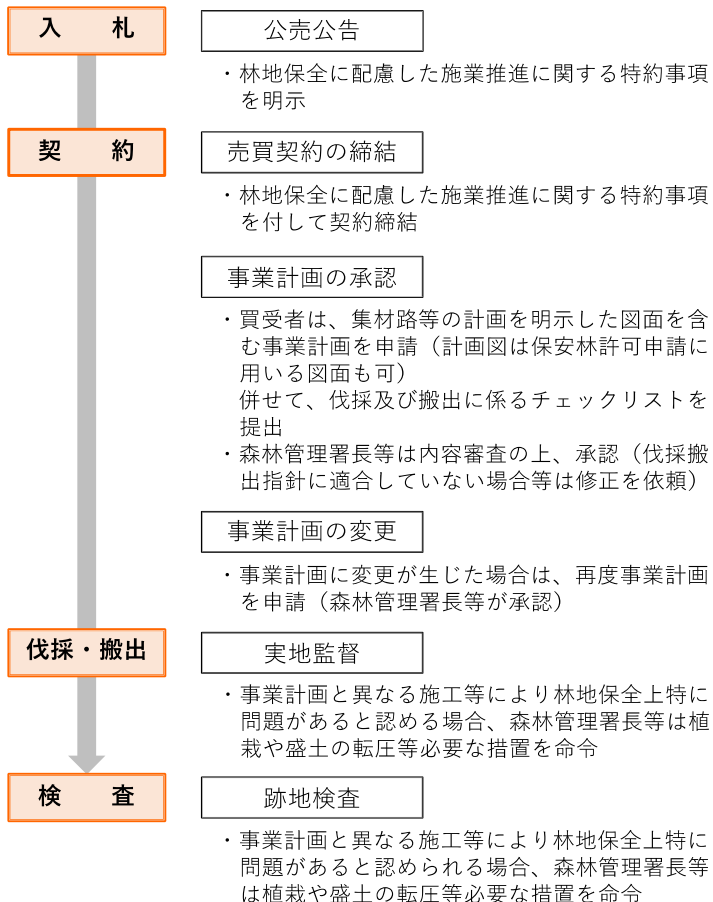 入　札
公売公告
・林地保全に配慮した施業推進に関する特約事項
を明示
契　約
売買契約の締結
・林地保全に配慮した施業推進に関する特約事項
を付して契約締結
事業計画の承認
・買受者は、集材路等の計画を明示した図面を含
む事業計画を申請（計画図は保安林許可申請に
用いる図面も可）
併せて、伐採及び搬出に係るチェックリストを
提出
・森林管理署長等は内容審査の上、承認（伐採搬
出指針に適合していない場合等は修正を依頼）
事業計画の変更
・事業計画に変更が生じた場合は、再度事業計画
を申請（森林管理署長等が承認）
伐採・搬出
実地監督
・事業計画と異なる施工等により林地保全上特に
問題があると認める場合、森林管理署長等は植
栽や盛土の転圧等必要な措置を命令
検　査
跡地検査
・事業計画と異なる施工等により林地保全上特に
問題があると認められる場合、森林管理署長等
は植栽や盛土の転圧等必要な措置を命令